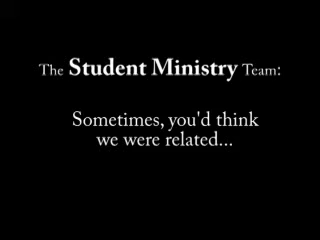 The Student Ministry Team:
Sometimes, you'd think
we were related...